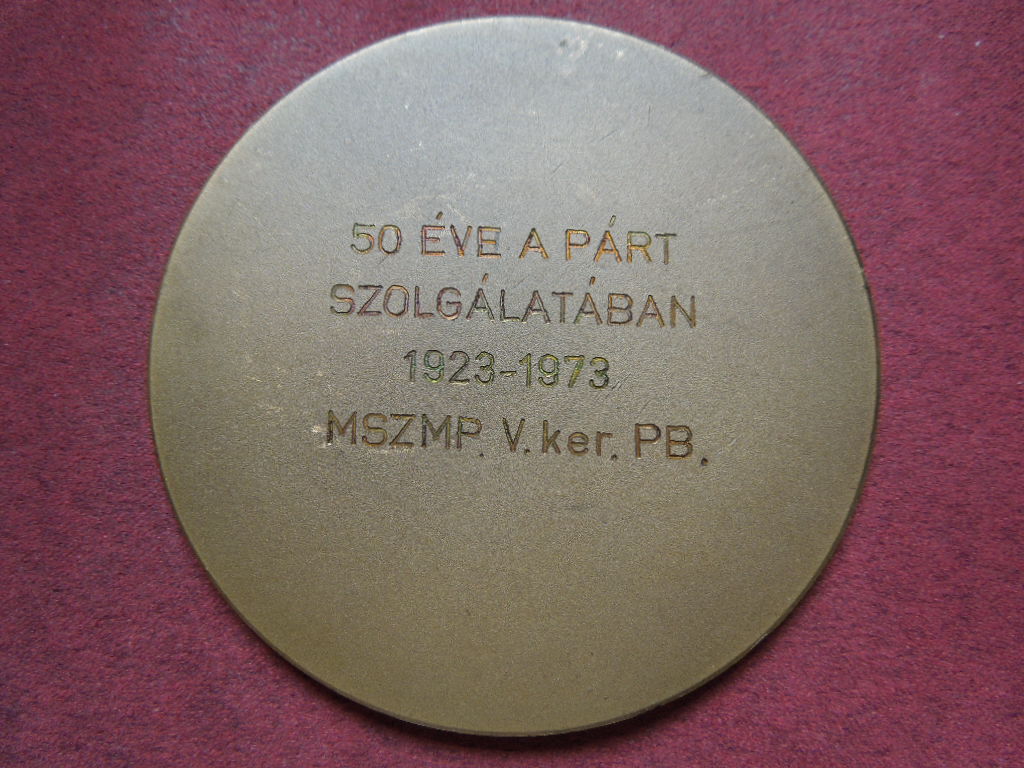 50 ÉVE A PÁRT
SZOLGÁLATÁBAN
1923-1973
MSZMP. V. ker. PB.